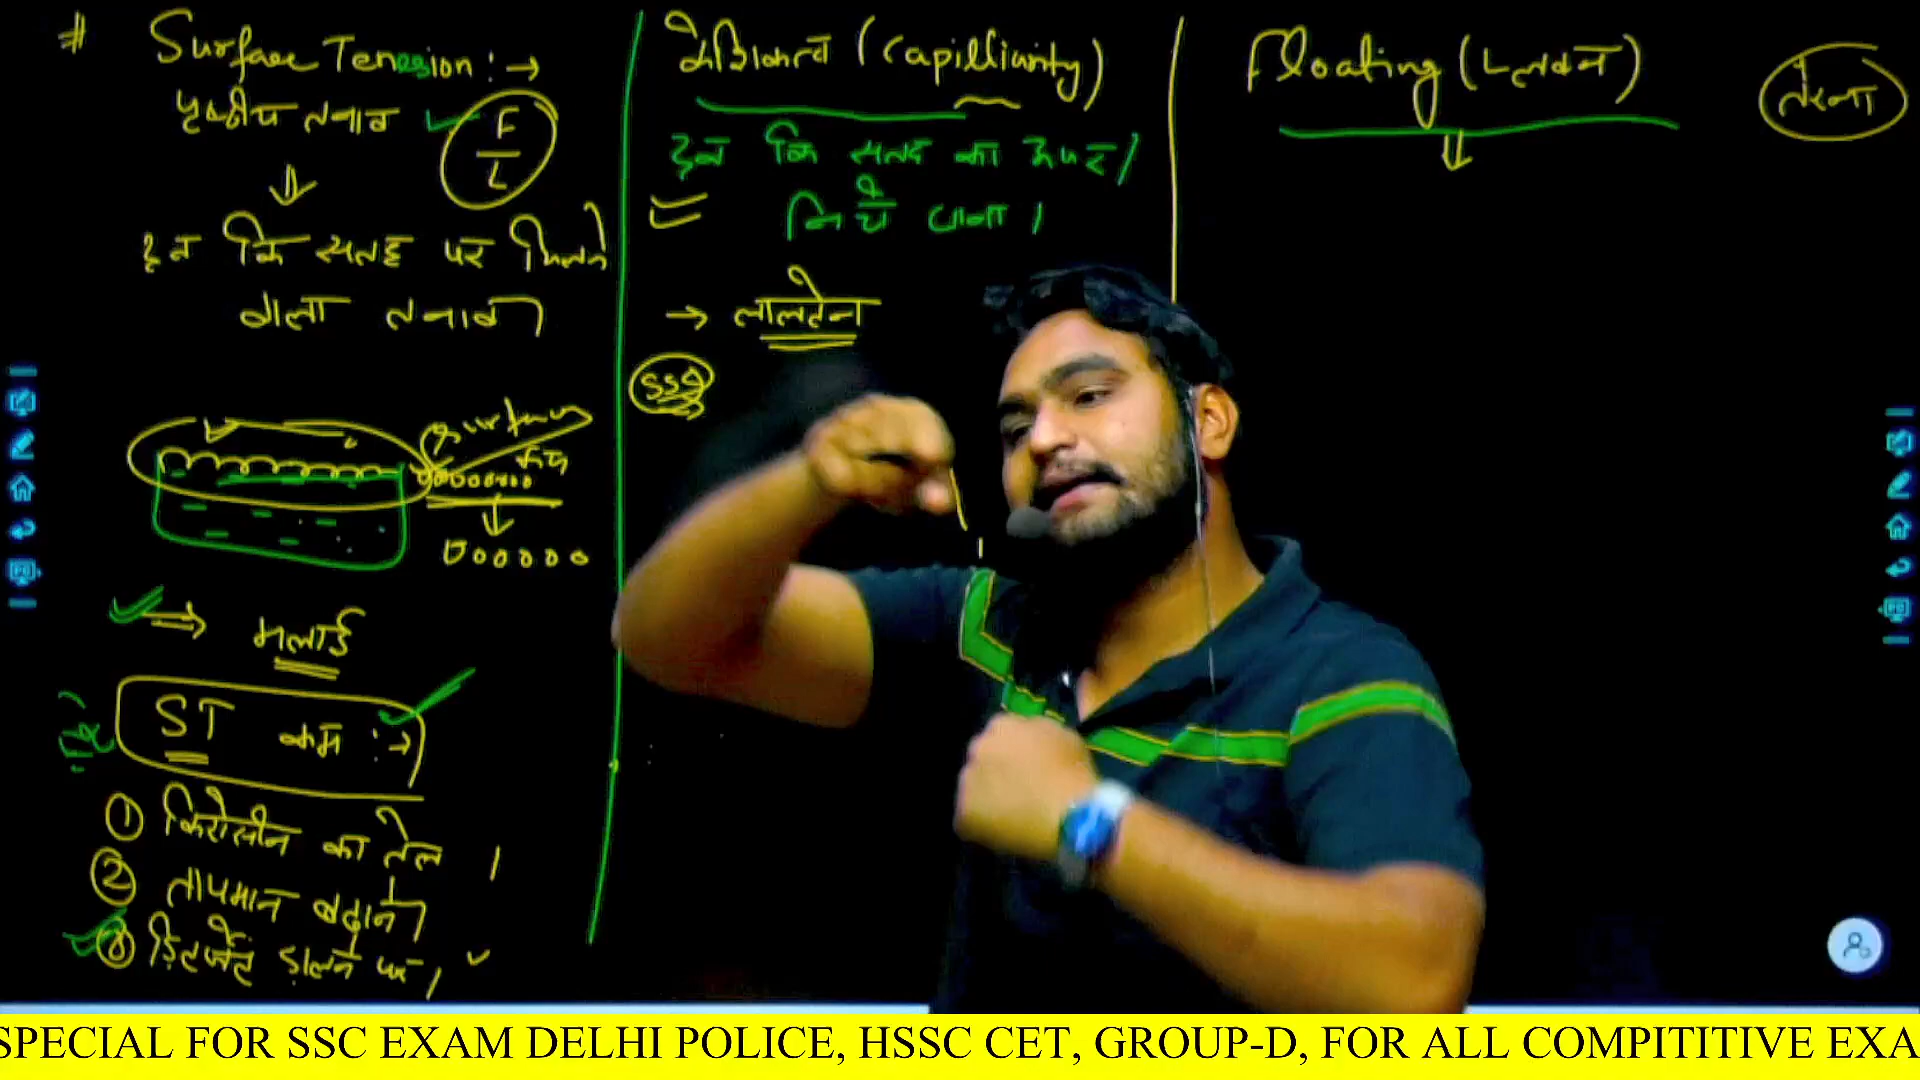 # Surface Tension :→
पृष्ठीय तनाव
F
L
द्रव कि सतह पर मिलने
वाला तनाव
surface
मलाई
ST कम :→
① किरोसीन का तेल ।
② तापमान बढ़ाने
③ डिटर्जेंट डालने पर ।
केशिकत्व (Capilliarity)
द्रव कि सतह का ऊपर /
निचे जाना ।
→ लालटेन
SSC
Floating (प्लवन)
तैरना
SPECIAL FOR SSC EXAM DELHI POLICE, HSSC CET, GROUP-D, FOR ALL COMPITITIVE EXA